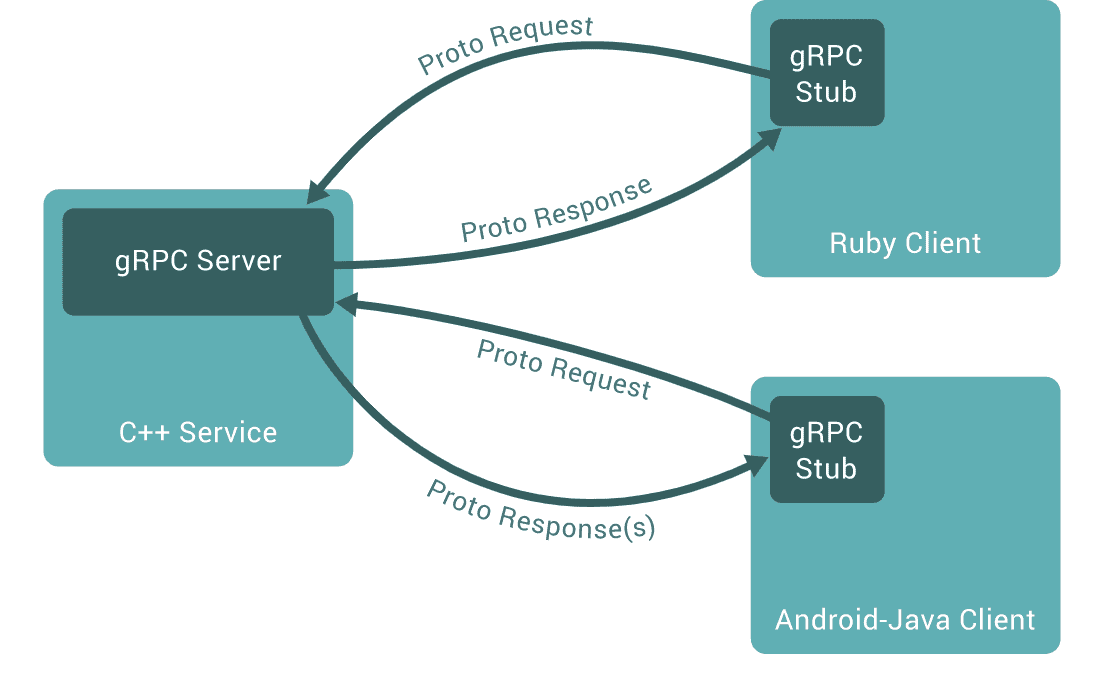 Proto Request
gRPC
Stub
Proto Response
Ruby Client
gRPC Server
C++ Service
Proto Request
gRPC
Stub
Proto Response(s)
Android-Java Client